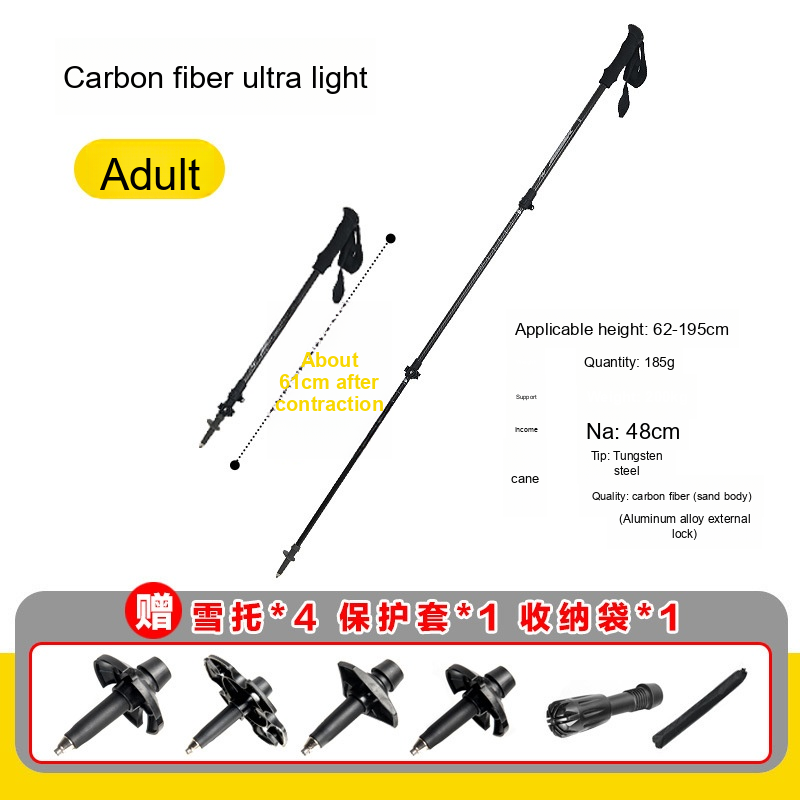 Carbon fiber ultra light
Adult
About
61cm after
contraction
Applicable height: 62-195cm
Quantity: 185g
Support
Income
Na: 48cm
Tip: Tungsten
steel
cane
Quality: carbon fiber (sand body)
(Aluminum alloy external
lock)
赠 雪托*4 保护套*1 收纳袋*1